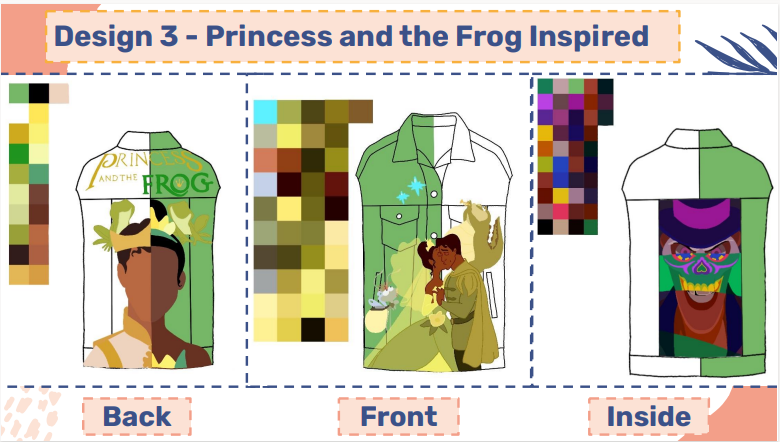 Design 3 - Princess and the Frog Inspired
PRINCESS
AND THE
FROG
Back
Front
Inside